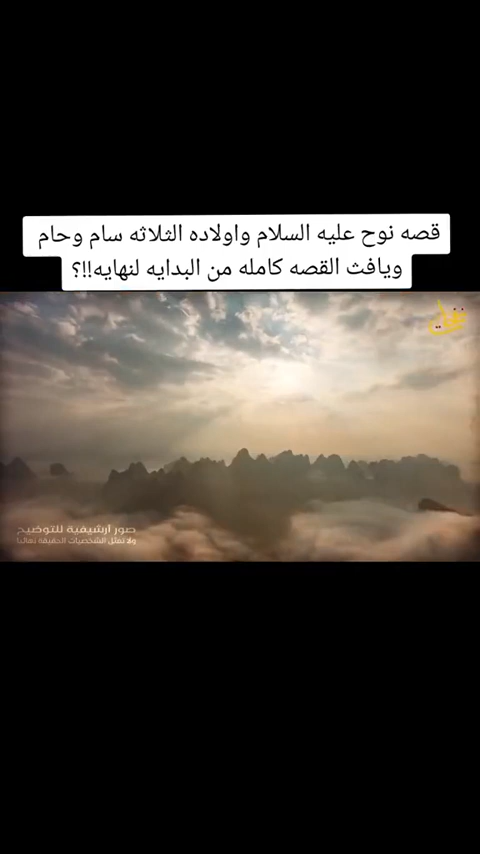 قصه نوح عليه السلام واولاده الثلاثه سام وحام
ويافث القصه كامله من البدايه لنهايه!!؟
صور ارشيفية للتوضيح
ولا تمثل الشخصيات الحقيقة نهائيا